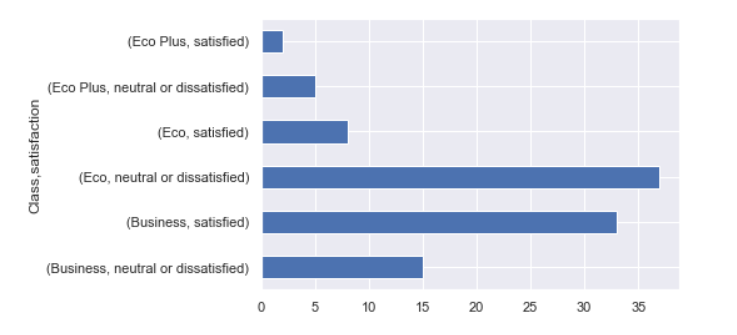 Class,satisfaction
(Eco Plus, satisfied)
(Eco Plus, neutral or dissatisfied)
(Eco, satisfied)
(Eco, neutral or dissatisfied)
(Business, satisfied)
(Business, neutral or dissatisfied)
0 5 10 15 20 25 30 35